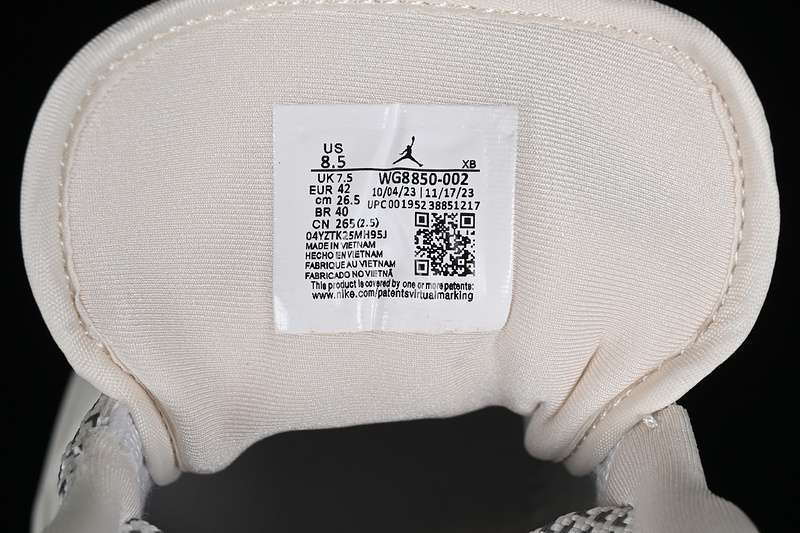 US
8.5
XB
UK 7.5 WG8850-002
EUR 42 10/04/23 | 11/17/23
cm 26.5 UPC00195238851217
BR 40
CN 265(2.5)
04YZTK25MH95J
MADE IN VIETNAM
HECHO EN VIETNAM
FABRIQUE AU VIETNAM
FABRICADO NO VIETNÃ
This product is covered by one or more patents:
www.nike.com/patentsvirtualmarking